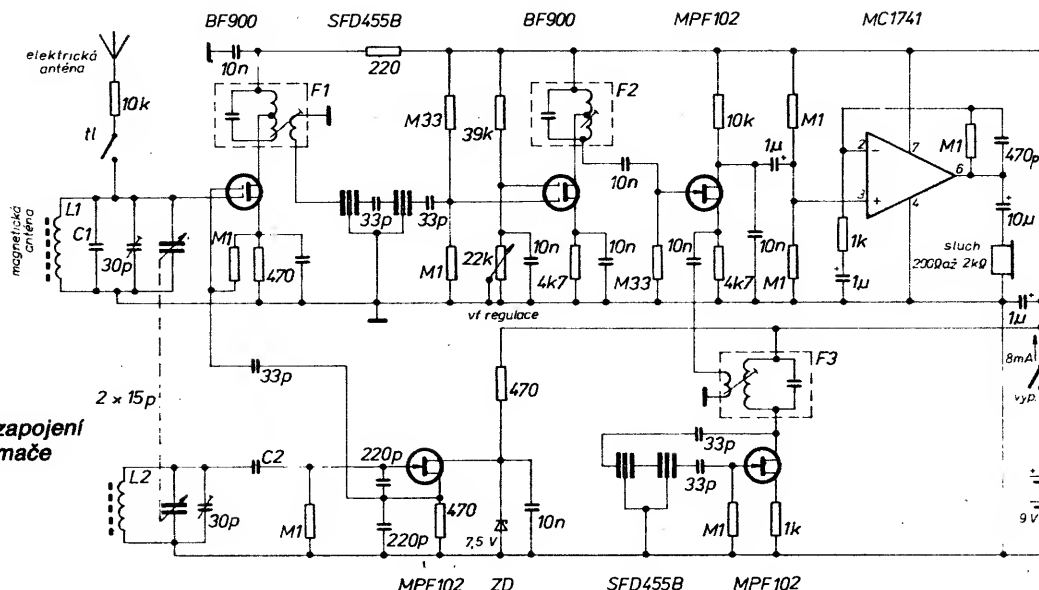 BF900
SFD455B
BF900
MPF102
MC1741
elektrická
anténa
10n
220
F1
F2
10k
M33
39k
10k
M1
M1
470p
tl
1µ
2
7
6
3
4
10n
33p
33p
magnetická
anténa
L1
C1
30p
M1
470
M1
22k
10n
4k7
10n
M33
10n
4k7
10n
M1
1k
1µ
10µ
sluch
200Ωaž 2kΩ
1µ
vf regulace
33p
470
F3
8mA
vyp.
2 × 15p
zapojení
mače
L2
C2
220p
33p
33p
30p
M1
220p
470
7,5 V
10n
M1
1k
9 V
MPF102
ZD
SFD455B
MPF102